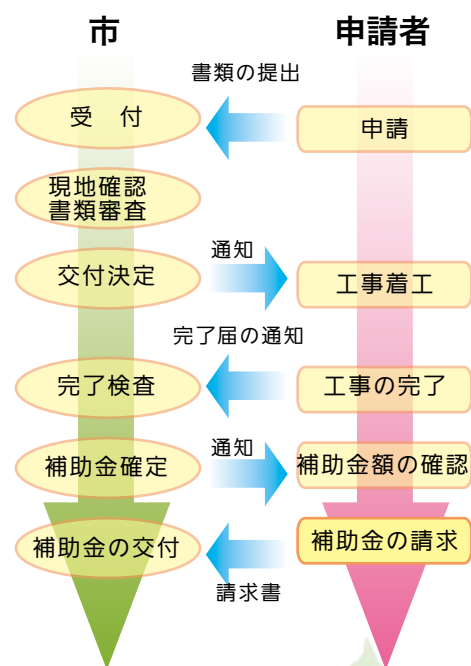 市
申請者
書類の提出
受　付
申請
現地確認
書類審査
通知
交付決定
工事着工
完了届の通知
完了検査
工事の完了
通知
補助金確定
補助金額の確認
補助金の交付
補助金の請求
請求書